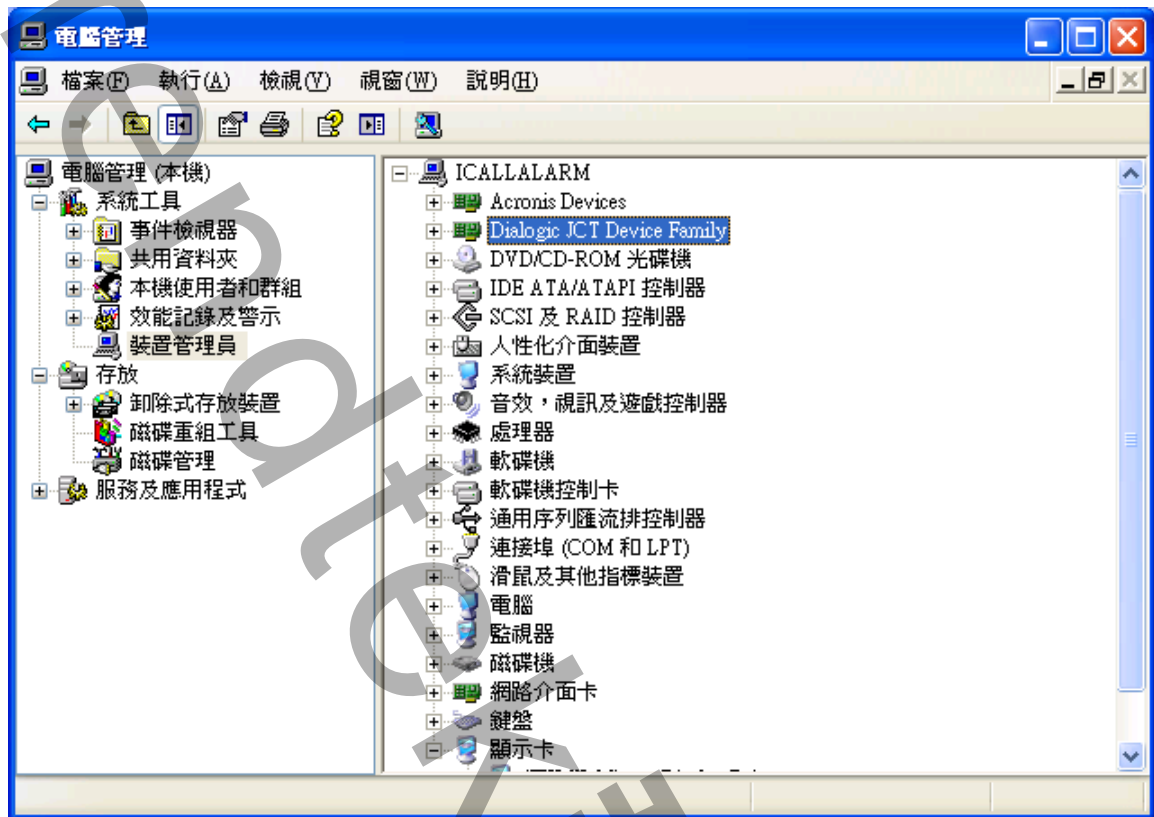 電腦管理
檔案(F) 執行(A) 檢視(V) 視窗(W) 說明(H)
電腦管理 (本機)
系統工具
事件檢視器
共用資料夾
本機使用者和群組
效能記錄及警示
裝置管理員
存放
卸除式存放裝置
磁碟重組工具
磁碟管理
服務及應用程式
ICALLALARM
Acronis Devices
Dialogic JCT Device Family
DVD/CD-ROM 光碟機
IDE ATA/ATAPI 控制器
SCSI 及 RAID 控制器
人性化介面裝置
系統裝置
音效，視訊及遊戲控制器
處理器
軟碟機
軟碟機控制卡
通用序列匯流排控制器
連接埠 (COM 和 LPT)
滑鼠及其他指標裝置
電腦
監視器
磁碟機
網路介面卡
鍵盤
顯示卡